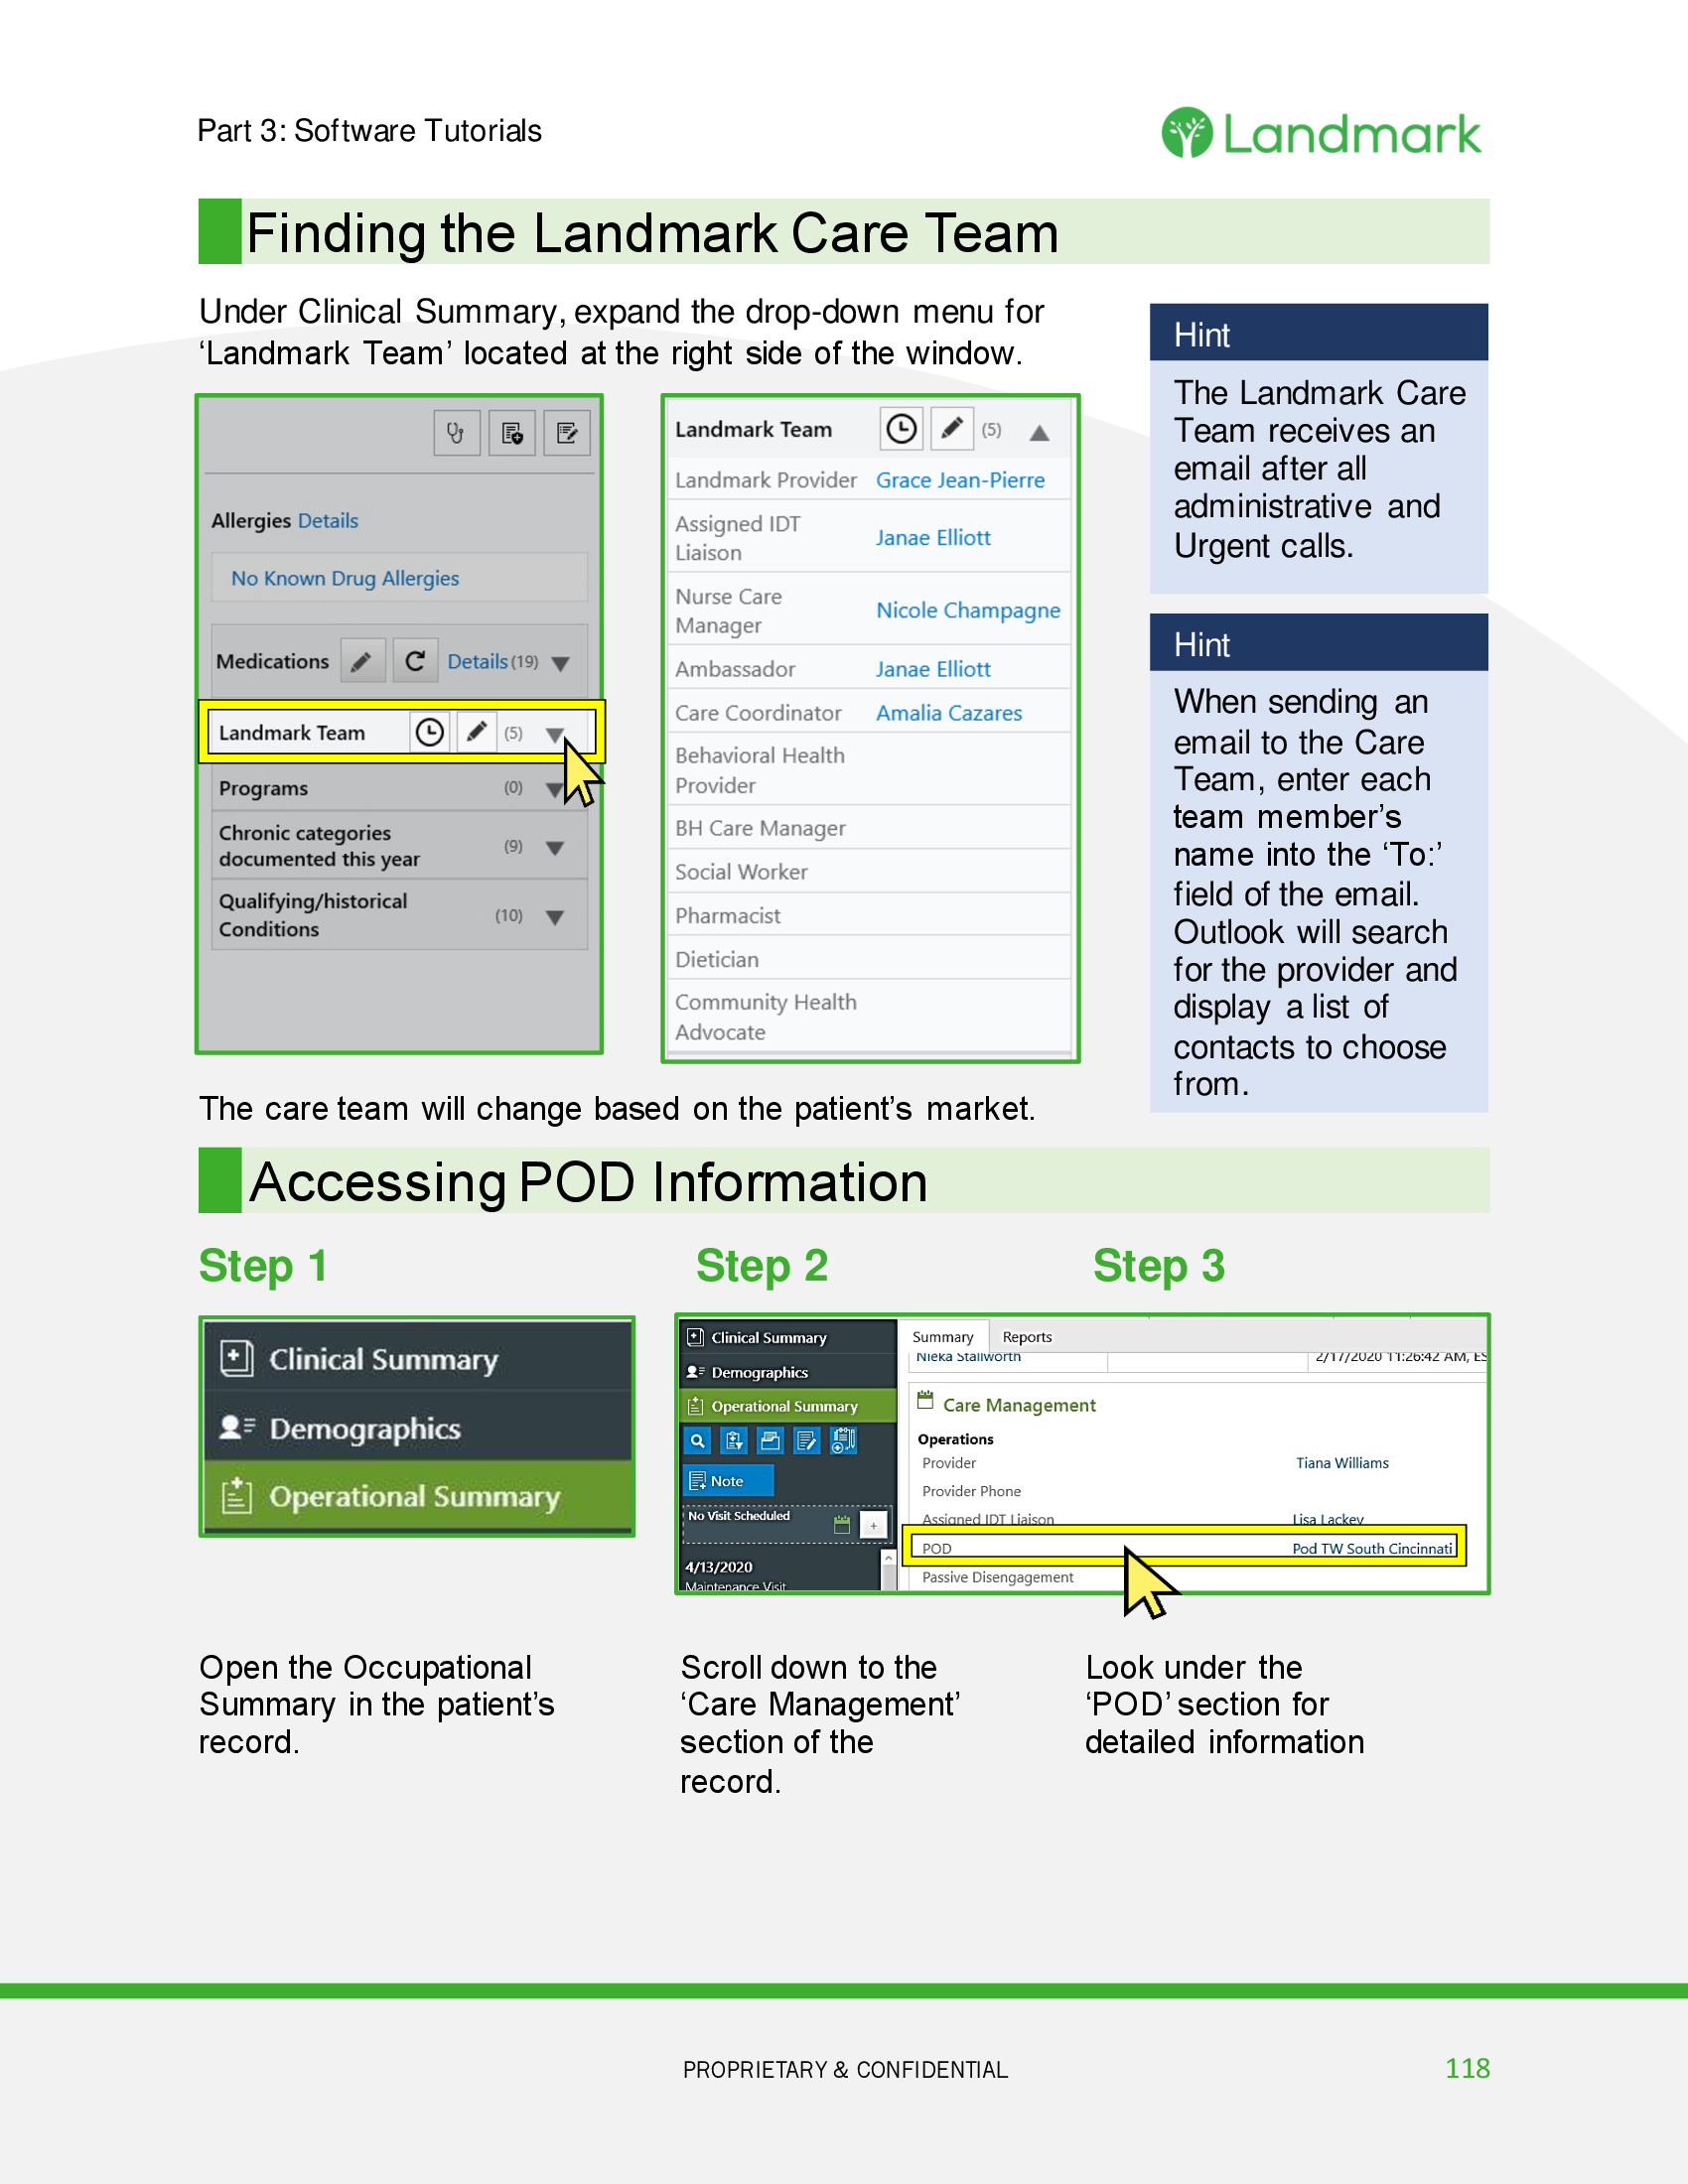 Part 3: Software Tutorials
Landmark
Finding the Landmark Care Team
Under Clinical Summary, expand the drop-down menu for
‘Landmark Team’ located at the right side of the window.
Allergies Details
No Known Drug Allergies
Medications Details (19)
Landmark Team (5)
Programs (0)
Chronic categories
documented this year (9)
Qualifying/historical
Conditions (10)
Landmark Team (5)
Landmark Provider Grace Jean-Pierre
Assigned IDT
Liaison Janae Elliott
Nurse Care
Manager Nicole Champagne
Ambassador Janae Elliott
Care Coordinator Amalia Cazares
Behavioral Health
Provider
BH Care Manager
Social Worker
Pharmacist
Dietician
Community Health
Advocate
Hint
The Landmark Care
Team receives an
email after all
administrative and
Urgent calls.
Hint
When sending an
email to the Care
Team, enter each
team member’s
name into the ‘To:’
field of the email.
Outlook will search
for the provider and
display a list of
contacts to choose
from.
The care team will change based on the patient’s market.
Accessing POD Information
Step 1
Step 2
Step 3
Clinical Summary
Demographics
Operational Summary
Clinical Summary
Demographics
Operational Summary
Note
No Visit Scheduled
4/13/2020
Maintenance Visit
Summary Reports
Nieka Stallworth 2/17/2020 11:26:42 AM, ES
Care Management
Operations
Provider Tiana Williams
Provider Phone
Assigned IDT Liaison Lisa Lackey
POD Pod TW South Cincinnati
Passive Disengagement
Open the Occupational
Summary in the patient’s
record.
Scroll down to the
‘Care Management’
section of the
record.
Look under the
‘POD’ section for
detailed information
PROPRIETARY & CONFIDENTIAL
118